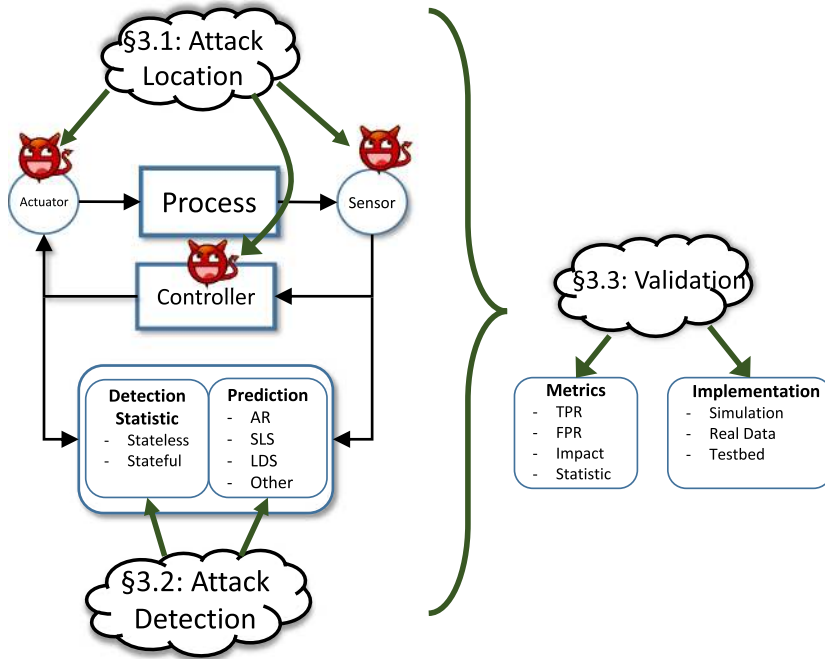 §3.1: Attack
Location
Actuator
Process
Sensor
Controller
Detection
Statistic
- Stateless
- Stateful
Prediction
- AR
- SLS
- LDS
- Other
§3.2: Attack
Detection
§3.3: Validation
Metrics
- TPR
- FPR
- Impact
- Statistic
Implementation
- Simulation
- Real Data
- Testbed